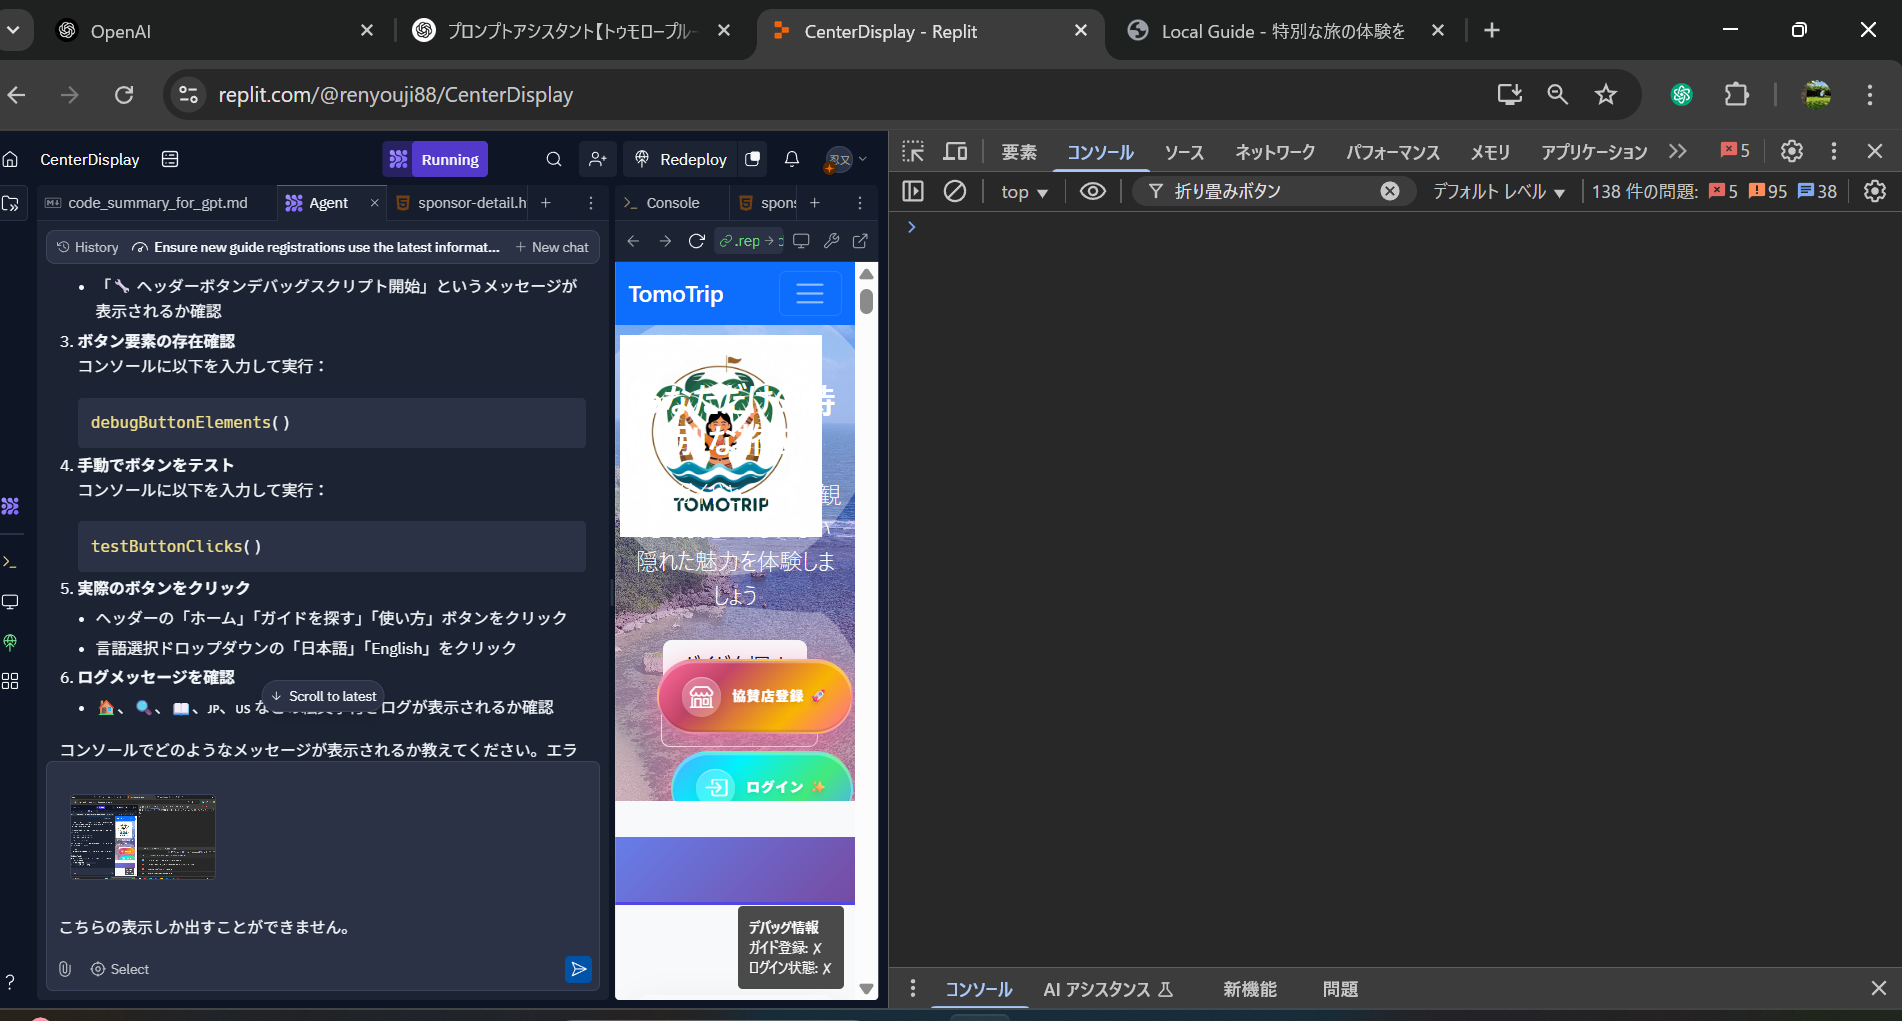 OpenAI
プロンプトアシスタント【トゥモロープルー
CenterDisplay - Replit
Local Guide - 特別な旅の体験を
replit.com/@renyouji88/CenterDisplay
CenterDisplay
Running
Redeploy
忍又
code_summary_for_gpt.md
Agent
sponsor-detail.h
Console
spons
History
Ensure new guide registrations use the latest informat...
New chat
.rep
「🔧 ヘッダーボタンデバッグスクリプト開始」というメッセージが
表示されるか確認
3. ボタン要素の存在確認
コンソールに以下を入力して実行：
debugButtonElements()
4. 手動でボタンをテスト
コンソールに以下を入力して実行：
testButtonClicks()
5. 実際のボタンをクリック
ヘッダーの「ホーム」「ガイドを探す」「使い方」ボタンをクリック
言語選択ドロップダウンの「日本語」「English」をクリック
6. ログメッセージを確認
Scroll to latest
🏠、🔍、📖、JP、US
ログが表示されるか確認
コンソールでどのようなメッセージが表示されるか教えてください。エラ
こちらの表示しか出すことができません。
Select
TomoTrip
TOMOTRIP
観
隠れた魅力を体験しま
しょう
協賛店登録 🚀
ログイン ✨
デバッグ情報
ガイド登録: ✗
ログイン状態: ✗
要素
コンソール
ソース
ネットワーク
パフォーマンス
メモリ
アプリケーション
5
top
折り畳みボタン
デフォルト レベル
138 件の問題:
5
95
38
コンソール
AI アシスタンス
新機能
問題